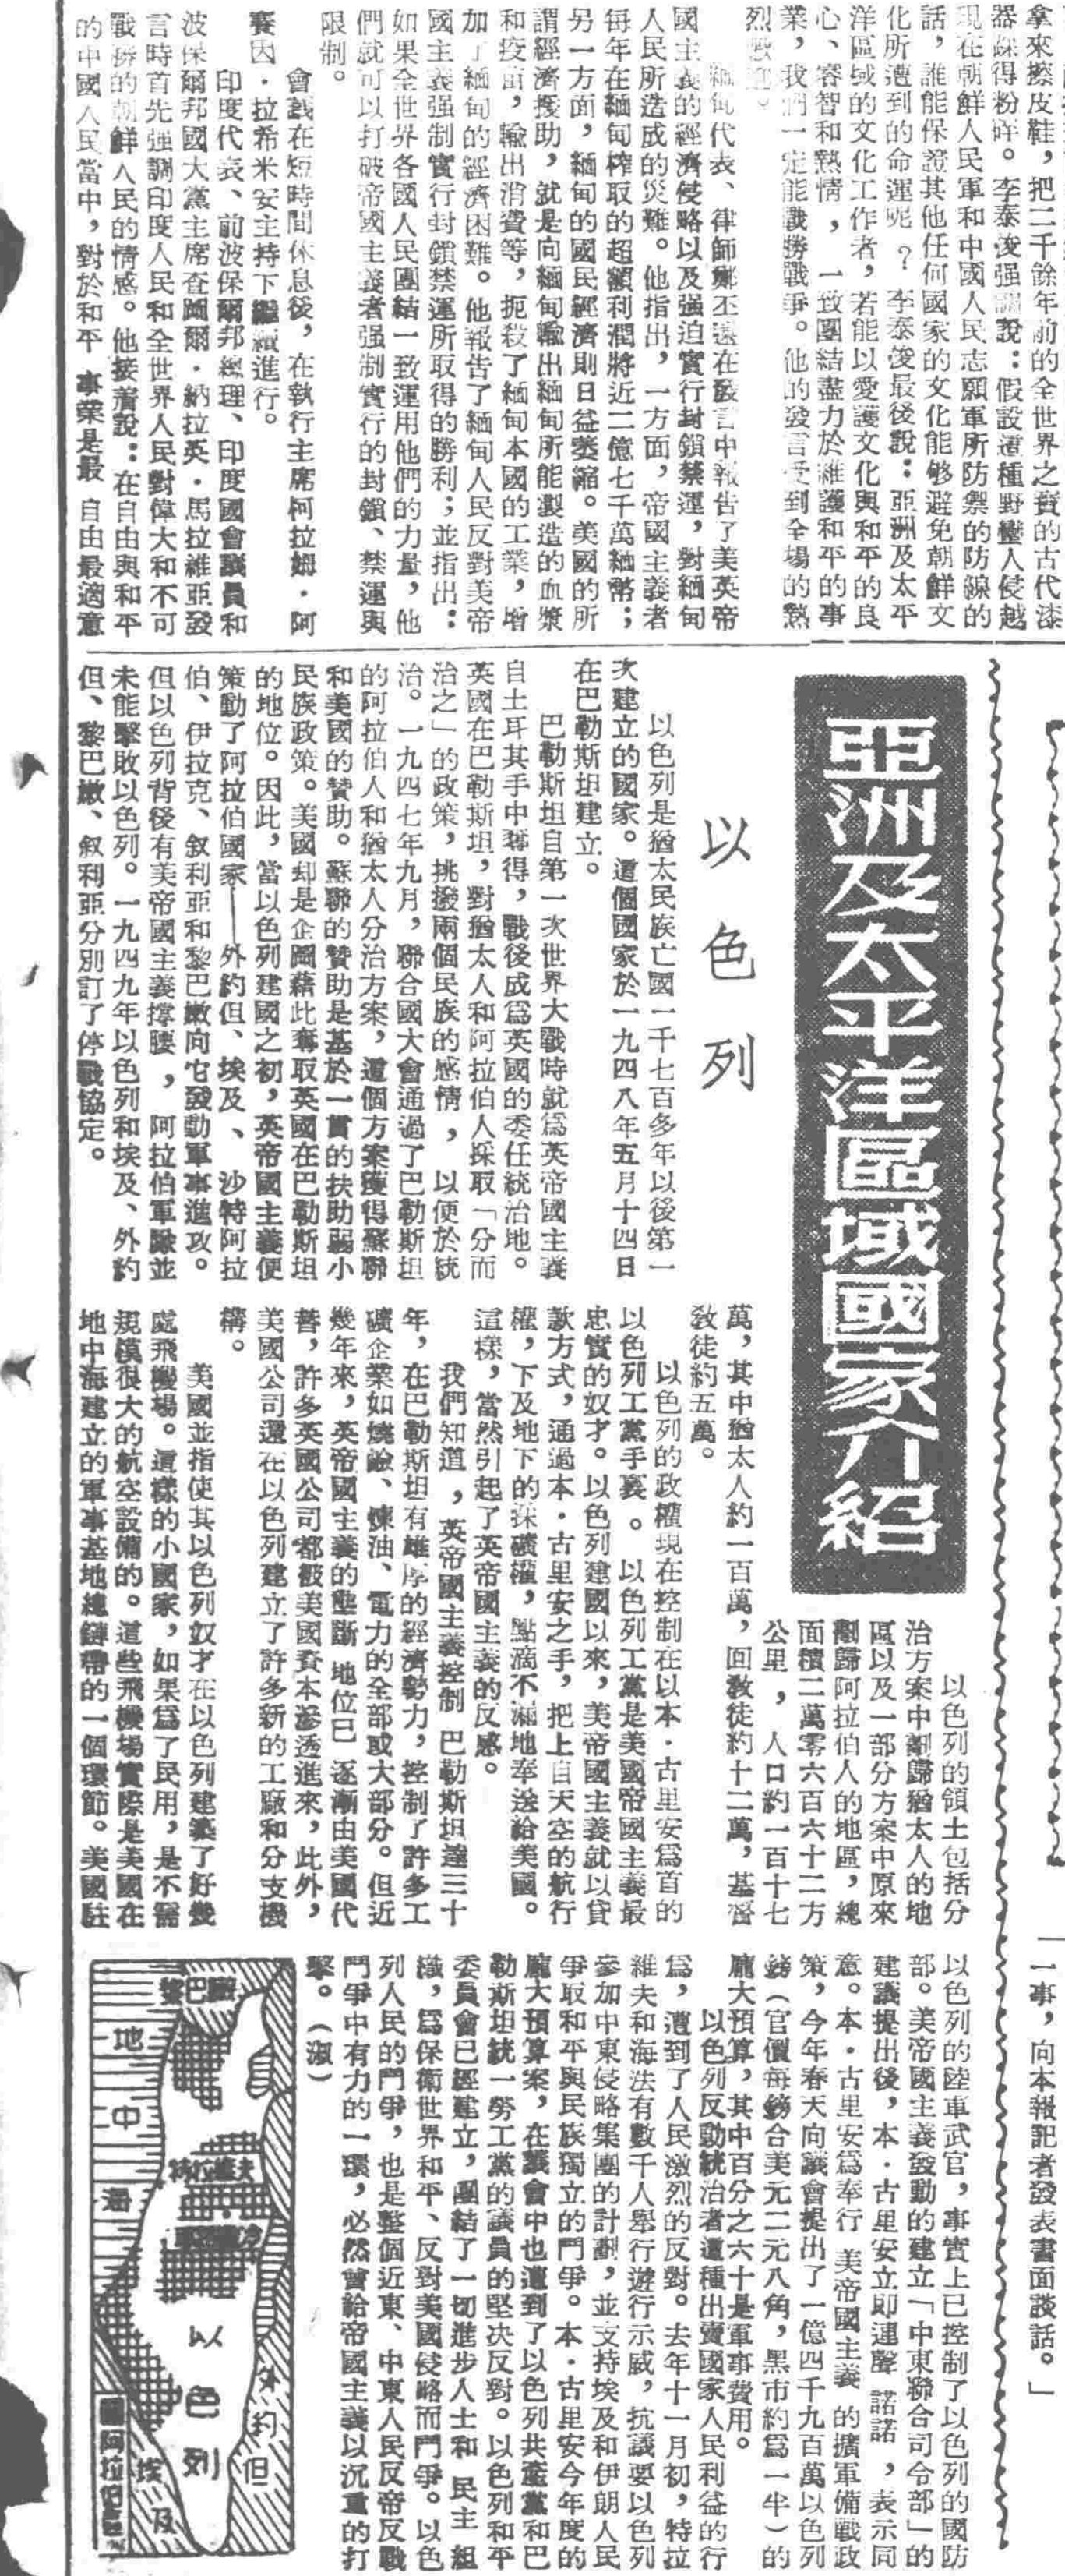 拿來擦皮鞋，把二千餘年前的全世界之寶的古代漆
器踩得粉碎。李泰浚强調說：假設這種野蠻人侵越
現在朝鮮人民軍和中國人民志願軍所防禦的防線的
話，誰能保證其他任何國家的文化能够避免朝鮮文
化所遭到的命運呢？李泰浚最後說：亞洲及太平
洋區域的文化工作者，若能以愛護文化與和平的良
心、睿智和熱情，一致團結盡力於維護和平的事
業，我們一定能戰勝戰爭。他的發言受到全場的熱
烈歡迎。
緬甸代表、律師鄭丕遠在發言中報告了美英帝
國主義的經濟侵略以及强迫實行封鎖禁運，對緬甸
人民所造成的災難。他指出，一方面，帝國主義者
每年在緬甸榨取的超額利潤將近二億七千萬緬幣；
另一方面，緬甸的國民經濟則日益萎縮。美國的所
謂經濟援助，就是向緬甸輸出緬甸所能製造的血漿
和疫苗，輸出消費等，扼殺了緬甸本國的工業，增
加了緬甸的經濟困難。他報告了緬甸人民反對美帝
國主義强制實行封鎖禁運所取得的勝利；並指出：
如果全世界各國人民團結一致運用他們的力量，他
們就可以打破帝國主義者强制實行的封鎖、禁運與
限制。
會議在短時間休息後，在執行主席柯拉姆·阿
賽因·拉希米安主持下繼續進行。
印度代表、前波保爾邦總理、印度國會議員和
波保爾邦國大黨主席查圖爾·納拉英·馬拉維亞發
言時首先强調印度人民和全世界人民對偉大和不可
戰勝的朝鮮人民的情感。他接着說：在自由與和平
的中國人民當中，對於和平事業是最自由最適意
亞洲及太平洋區域國家介紹
以色列
以色列是猶太民族亡國一千七百多年以後第一
次建立的國家。這個國家於一九四八年五月十四日
在巴勒斯坦建立。
巴勒斯坦自第一次世界大戰時就爲英帝國主義
自土耳其手中奪得，戰後成爲英國的委任統治地。
英國在巴勒斯坦，對猶太人和阿拉伯人採取「分而
治之」的政策，挑撥兩個民族的感情，以便於統
治。一九四七年九月，聯合國大會通過了巴勒斯坦
的阿拉伯人和猶太人分治方案，這個方案獲得蘇聯
和美國的贊助。蘇聯的贊助是基於一貫的扶助弱小
民族政策。美國却是企圖藉此奪取英國在巴勒斯坦
的地位。因此，當以色列建國之初，英帝國主義便
策動了阿拉伯國家——外約但、埃及、沙特阿拉
伯、伊拉克、叙利亞和黎巴嫩向它發動軍事進攻。
但以色列背後有美帝國主義撑腰，阿拉伯軍隊並
未能擊敗以色列。一九四九年以色列和埃及、外約
但、黎巴嫩、叙利亞分別訂了停戰協定。
以色列的領土包括分
治方案中劃歸猶太人的地
區以及一部分方案中原來
劃歸阿拉伯人的地區，總
面積二萬零六百六十二方
公里，人口約一百十七
萬，其中猶太人約一百萬，回敎徒約十二萬，基督
敎徒約五萬。
以色列的政權現在控制在以本·古里安爲首的
以色列工黨手裏。以色列工黨是美國帝國主義最
忠實的奴才。以色列建國以來，美帝國主義就以貸
款方式，通過本·古里安之手，把上自天空的航行
權，下及地下的採礦權，點滴不漏地奉送給美國。
這樣，當然引起了英帝國主義的反感。
我們知道，英帝國主義控制巴勒斯坦達三十
年，在巴勒斯坦有雄厚的經濟勢力，控制了許多工
礦企業如燒鹼、煉油、電力的全部或大部分。但近
幾年來，英帝國主義的壟斷地位已逐漸由美國代
替，許多英國公司都被美國資本滲透進來，此外，
美國公司還在以色列建立了許多新的工廠和分支機
構。
美國並指使其以色列奴才在以色列建築了好幾
處飛機場。這樣的小國家，如果爲了民用，是不需
規模很大的航空設備的。這些飛機場實際是美國在
地中海建立的軍事基地總鏈帶的一個環節。美國駐
以色列的陸軍武官，事實上已控制了以色列的國防
部。美帝國主義發動的建立「中東聯合司令部」的
建議提出後，本·古里安立即連聲諾諾，表示同
意。本·古里安爲奉行美帝國主義的擴軍備戰政
策，今年春天向議會提出了一億四千九百萬以色列
鎊（官價每鎊合美元二元八角，黑市約爲一半）的
龐大預算，其中百分之六十是軍事費用。
以色列反動統治者這種出賣國家人民利益的行
爲，遭到了人民激烈的反對。去年十一月初，特拉
維夫和海法有數千人舉行遊行示威，抗議要以色列
參加中東侵略集團的計劃，並支持埃及和伊朗人民
爭取和平與民族獨立的鬥爭。本·古里安今年度的
龐大預算案，在議會中也遭到了以色列共產黨和巴
勒斯坦統一勞工黨的議員的堅决反對。以色列和平
委員會已經建立，團結了一切進步人士和民主組
織，爲保衛世界和平、反對美國侵略而鬥爭。以色
列人民的鬥爭，也是整個近東、中東人民反帝反戰
鬥爭中有力的一環，必然會給帝國主義以沉重的打
擊。（淑）
黎巴嫩
地中海
特拉維夫
以色列
外約但
埃及
一事，向本報記者發表書面談話。」